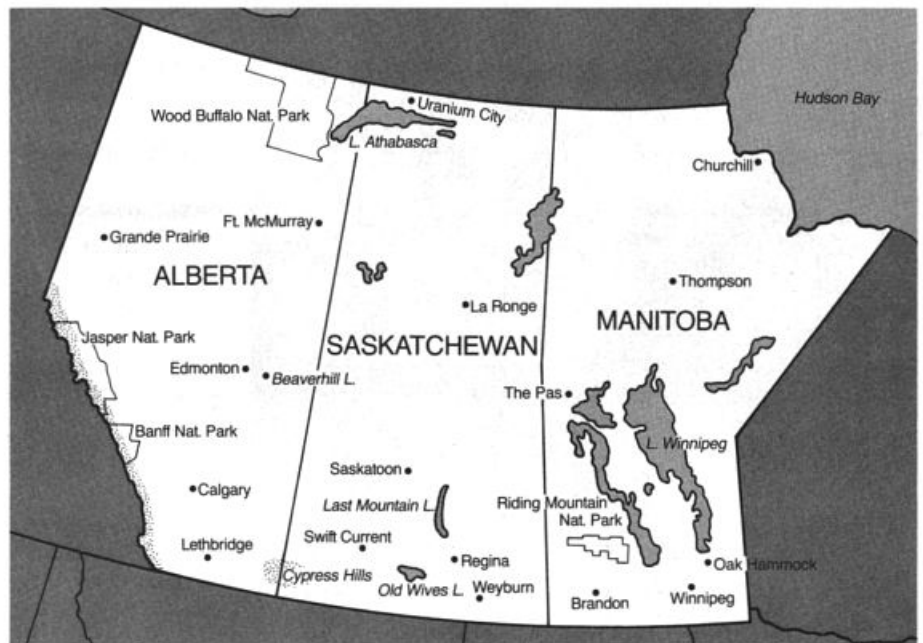 Hudson Bay
Uranium City
Wood Buffalo Nat. Park
L. Athabasca
Churchill
Ft. McMurray
Grande Prairie
ALBERTA
Thompson
La Ronge
MANITOBA
Jasper Nat. Park
SASKATCHEWAN
Edmonton
Beaverhill L.
The Pas
Banff Nat. Park
L. Winnipeg
Saskatoon
Calgary
Last Mountain L.
Riding Mountain
Nat. Park
Swift Current
Lethbridge
Regina
Oak Hammock
Cypress Hills
Old Wives L.
Weyburn
Brandon
Winnipeg